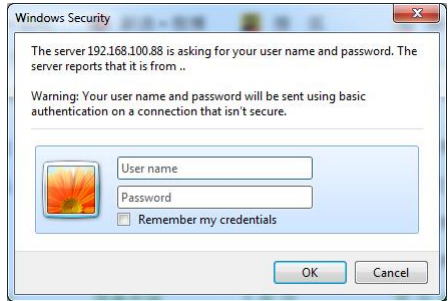 Windows Security
The server 192.168.100.88 is asking for your user name and password. The
server reports that it is from ..
Warning: Your user name and password will be sent using basic
authentication on a connection that isn't secure.
User name
Password
Remember my credentials
OK
Cancel